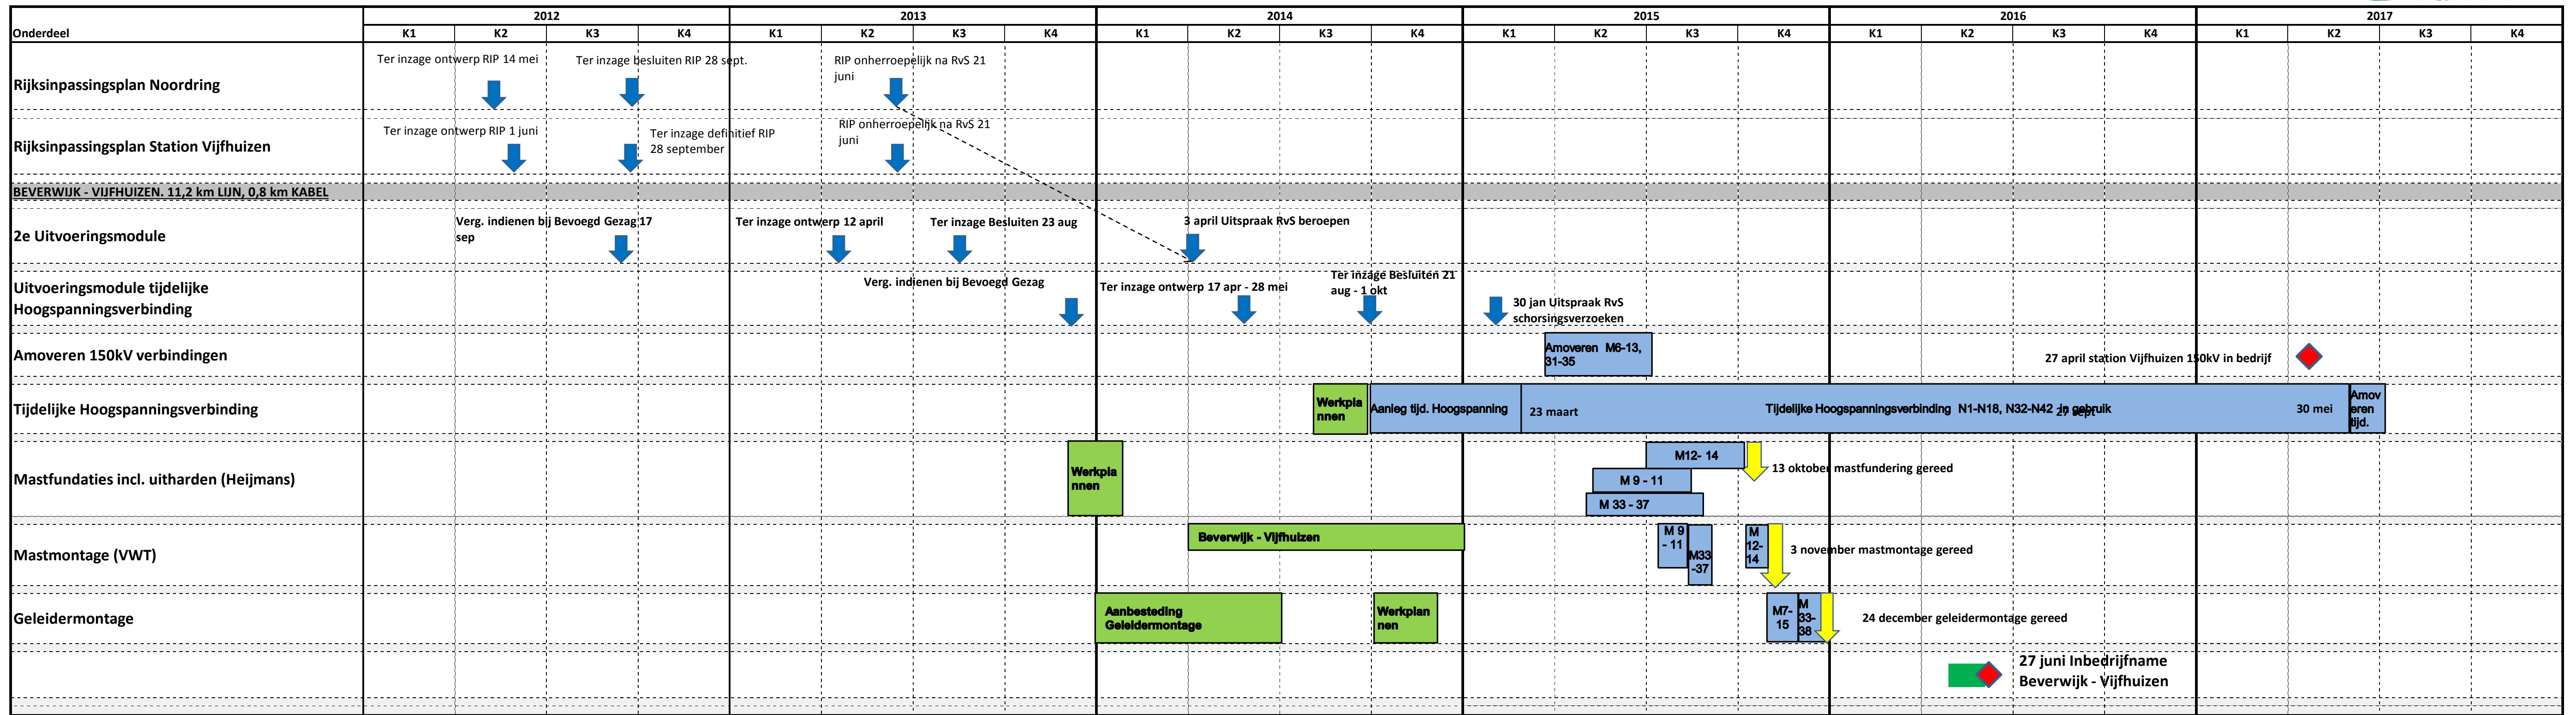 2012 2013 2014 2015 2016 2017
Onderdeel K1 K2 K3 K4 K1 K2 K3 K4 K1 K2 K3 K4 K1 K2 K3 K4 K1 K2 K3 K4 K1 K2 K3 K4
Rijksinpassingsplan Noordring
Ter inzage ontwerp RIP 14 mei
Ter inzage besluiten RIP 28 sept.
RIP onherroepelijk na RvS 21
juni
Rijksinpassingsplan Station Vijfhuizen
Ter inzage ontwerp RIP 1 juni
Ter inzage definitief RIP
28 september
RIP onherroepelijk na RvS 21
juni
BEVERWIJK - VIJFHUIZEN. 11,2 km LIJN, 0,8 km KABEL
2e Uitvoeringsmodule
Verg. indienen bij Bevoegd Gezag 17
sep
Ter inzage ontwerp 12 april
Ter inzage Besluiten 23 aug
3 april Uitspraak RvS beroepen
Uitvoeringsmodule tijdelijke
Hoogspanningsverbinding
Verg. indienen bij Bevoegd Gezag
Ter inzage ontwerp 17 apr - 28 mei
Ter inzage Besluiten 21
aug - 1 okt
30 jan Uitspraak RvS
schorsingsverzoeken
Amoveren 150kV verbindingen
Amoveren M6-13,
31-35
27 april station Vijfhuizen 150kV in bedrijf
Tijdelijke Hoogspanningsverbinding
Werkpla
nnen
Aanleg tijd. Hoogspanning
23 maart
Tijdelijke Hoogspanningsverbinding N1-N18, N32-N42 in gebruik
27 sept
30 mei
Amov
eren
tijd.
Mastfundaties incl. uitharden (Heijmans)
Werkpla
nnen
M12- 14
M 9 - 11
M 33 - 37
13 oktober mastfundering gereed
Mastmontage (VWT)
Beverwijk - Vijfhuizen
M 9
- 11
M33
-37
M
12-
14
3 november mastmontage gereed
Geleidermontage
Aanbesteding
Geleidermontage
Werkplan
nen
M7-
15
M
33-
38
24 december geleidermontage gereed
27 juni Inbedrijfname
Beverwijk - Vijfhuizen